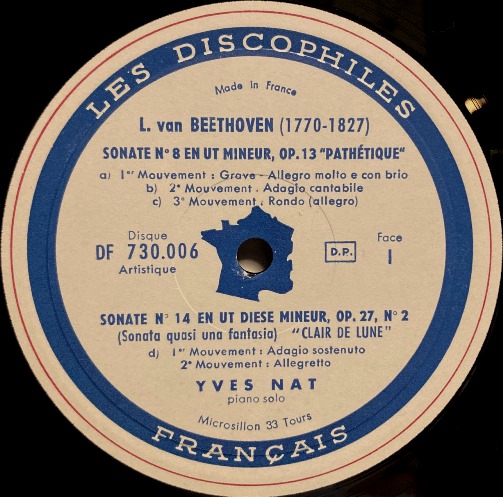 LES DISCOPHILES
Made in France
L. van BEETHOVEN (1770-1827)
SONATE N° 8 EN UT MINEUR, OP. 13 "PATHÉTIQUE"
a) 1er Mouvement : Grave - Allegro molto e con brio
b) 2e Mouvement . Adagio cantabile
c) 3e Mouvement . Rondo (allegro)
Disque
DF 730.006
Artistique
D.P.
Face
1
SONATE N° 14 EN UT DIESE MINEUR, OP. 27, N° 2
(Sonata quasi una fantasia) "CLAIR DE LUNE"
d) 1er Mouvement : Adagio sostenuto
2e Mouvement : Allegretto
YVES NAT
piano solo
Microsillon 33 Tours
FRANÇAIS